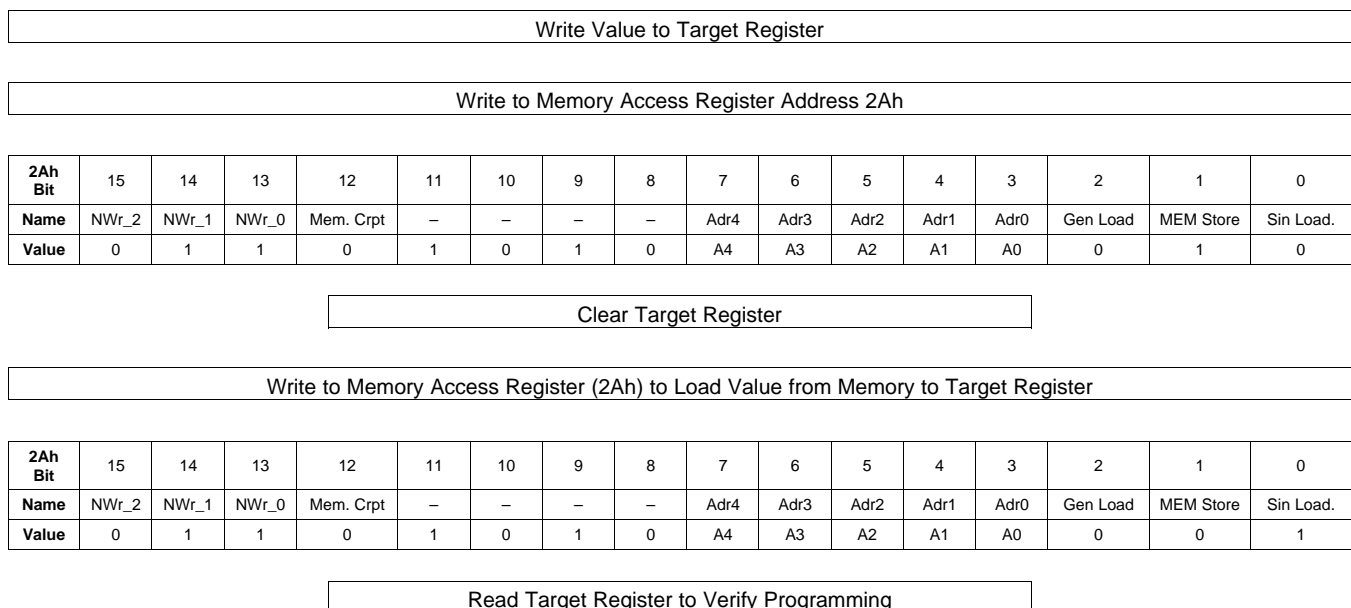 Write Value to Target Register
Write to Memory Access Register Address 2Ah
2Ah Bit 15 14 13 12 11 10 9 8 7 6 5 4 3 2 1 0
Name NWr_2 NWr_1 NWr_0 Mem. Crpt – – – – Adr4 Adr3 Adr2 Adr1 Adr0 Gen Load MEM Store Sin Load.
Value 0 1 1 0 1 0 1 0 A4 A3 A2 A1 A0 0 1 0
Clear Target Register
Write to Memory Access Register (2Ah) to Load Value from Memory to Target Register
2Ah Bit 15 14 13 12 11 10 9 8 7 6 5 4 3 2 1 0
Name NWr_2 NWr_1 NWr_0 Mem. Crpt – – – – Adr4 Adr3 Adr2 Adr1 Adr0 Gen Load MEM Store Sin Load.
Value 0 1 1 0 1 0 1 0 A4 A3 A2 A1 A0 0 0 1
Read Target Register to Verify Programming